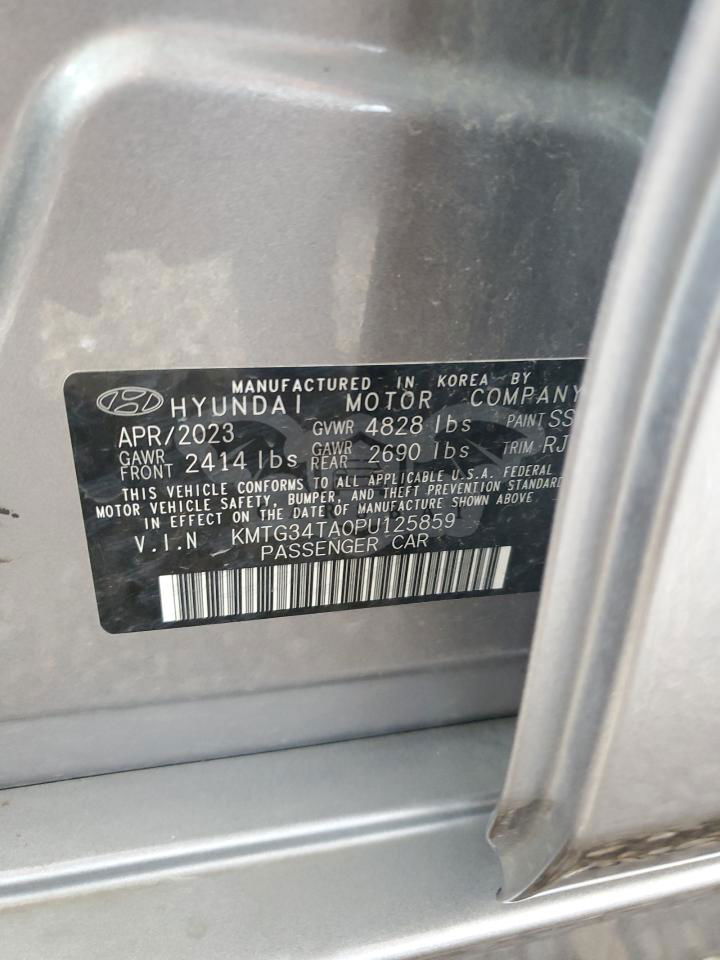 MANUFACTURED IN KOREA BY
HYUNDAI MOTOR COMPANY
APR/2023 GVWR 4828 lbs PAINT SS
GAWR FRONT 2414 lbs GAWR REAR 2690 lbs TRIM RJ
THIS VEHICLE CONFORMS TO ALL APPLICABLE U.S.A. FEDERAL
MOTOR VEHICLE SAFETY, BUMPER, AND THEFT PREVENTION STANDARD
IN EFFECT ON THE DATE OF MANUFACTURE SHOWN ABOVE.
V.I.N KMTG34TA0PU125859
PASSENGER CAR